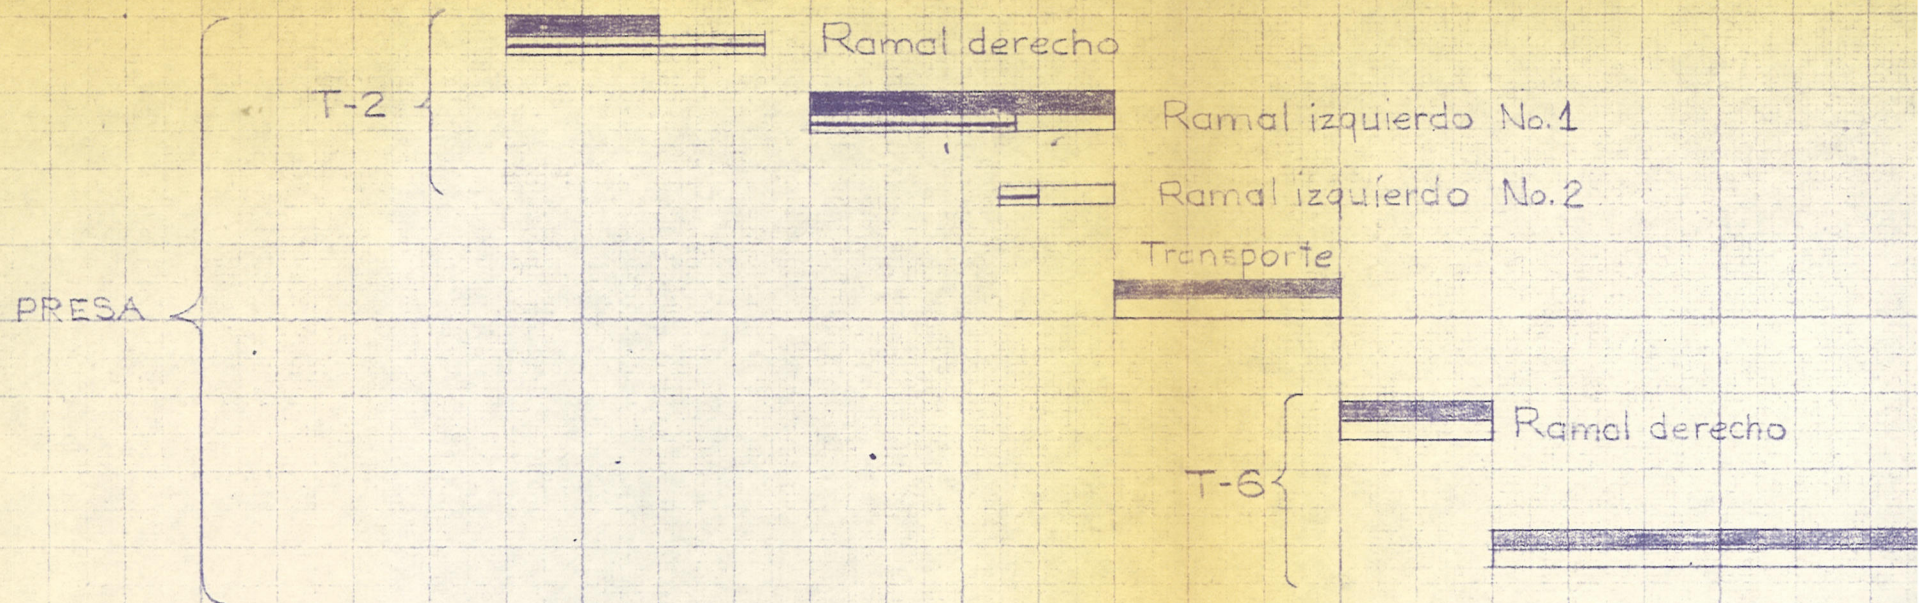 Ramal derecho
T-2
Ramal izquierdo No.1
Ramal izquierdo No.2
Transporte
PRESA
Ramal derecho
T-6